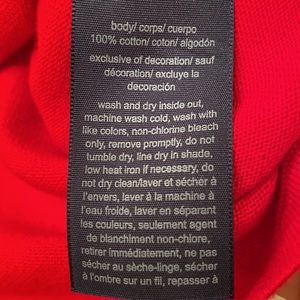 body/ corps/ cuerpo
100% cotton/ coton/ algodón
exclusive of decoration/ sauf
décoration/ excluye la
decoración
wash and dry inside out,
machine wash cold, wash with
like colors, non-chlorine bleach
only, remove promptly, do not
tumble dry, line dry in shade,
low heat iron if necessary, do
not dry clean/laver et sécher à
l'envers, laver à la machine à
l'eau froide, laver en séparant
les couleurs, seulement agent
de blanchiment non-chlore,
retirer immédiatement, ne pas
sécher au sèche-linge, sécher
à l'ombre sur un fil, repasser à